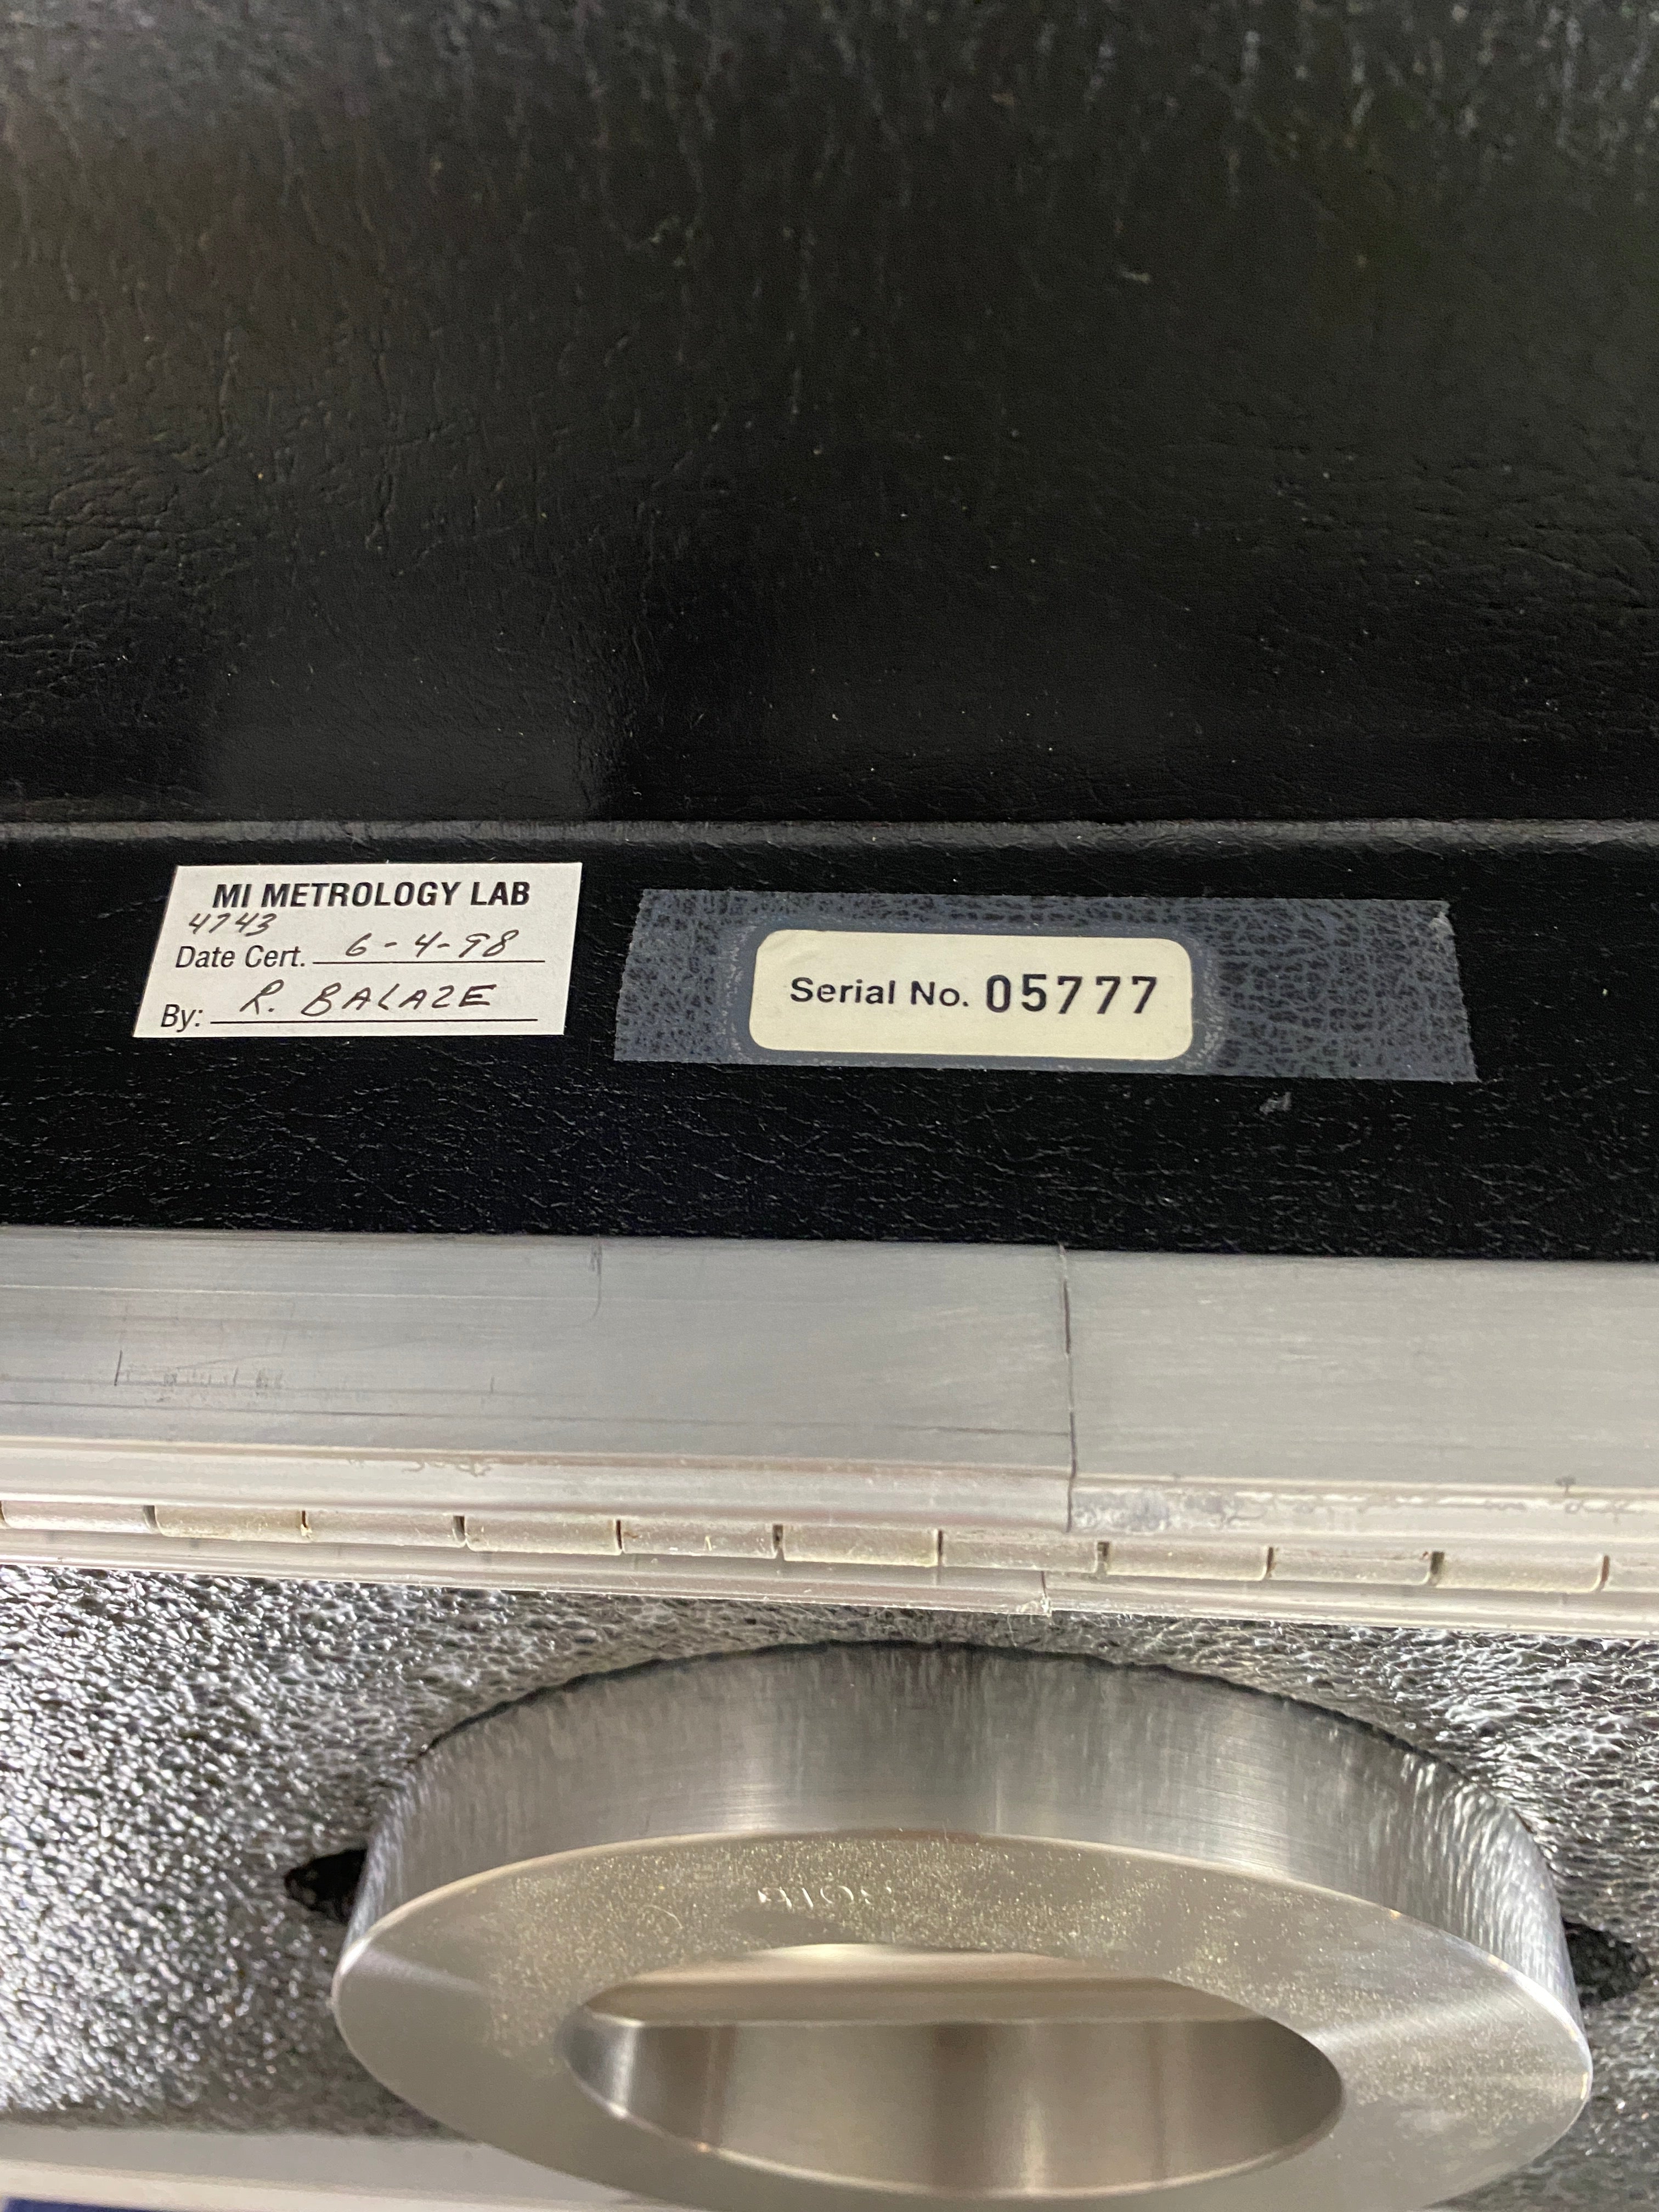 MI METROLOGY LAB
4743
Date Cert. 6-4-98
By: R. BALAZE
Serial No. 05777